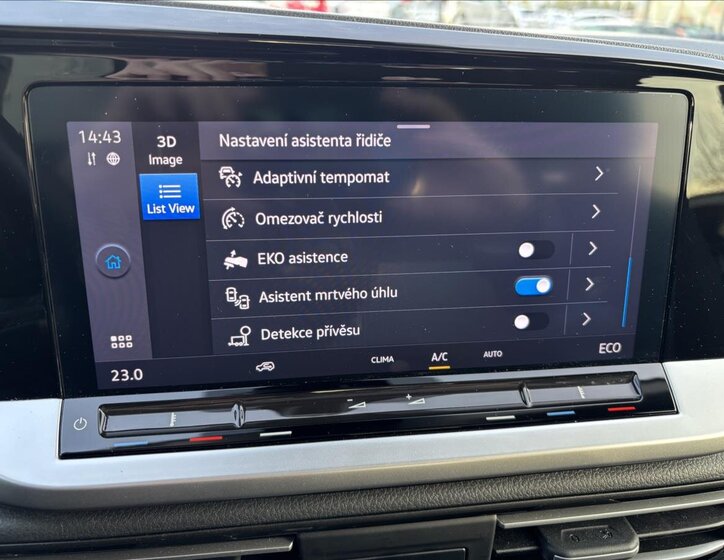 14:43
3D
Image
List View
Nastavení asistenta řidiče
Adaptivní tempomat
Omezovač rychlosti
EKO asistence
Asistent mrtvého úhlu
Detekce přívěsu
23.0
CLIMA
A/C
AUTO
ECO
- +